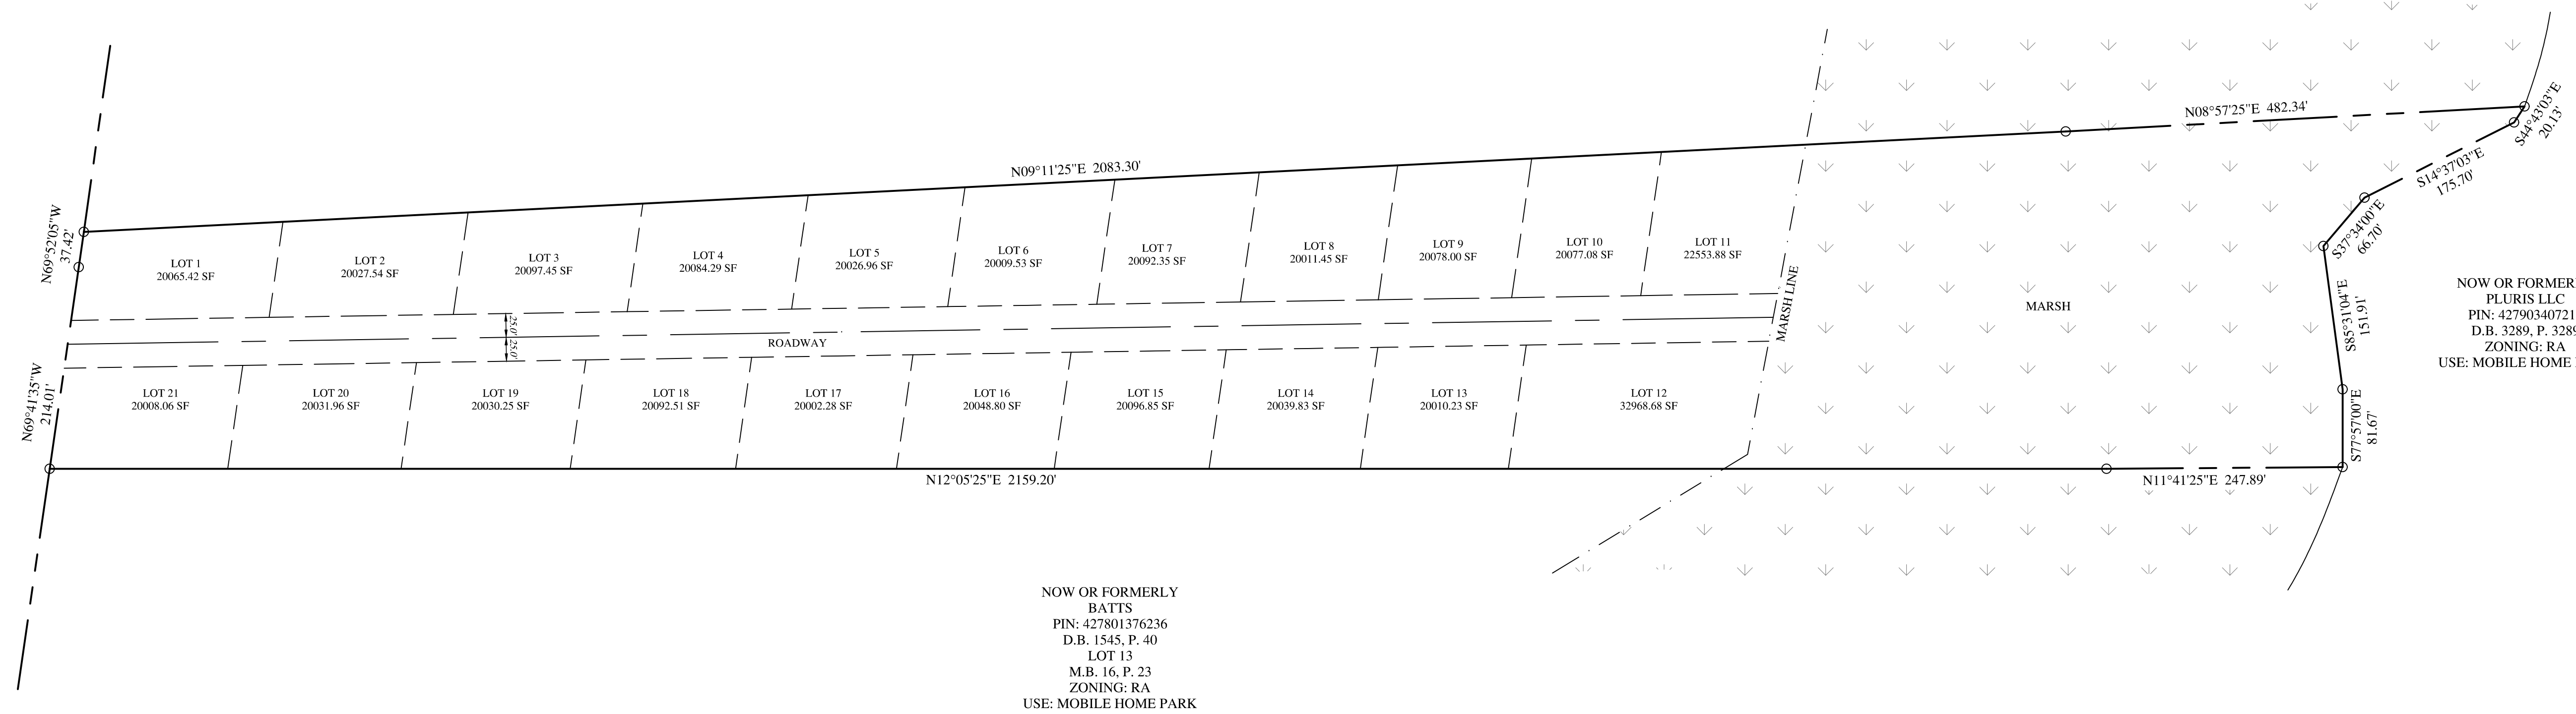 N08°57'25"E 482.34'
S44°43'03"E
20.13'
N09°11'25"E 2083.30'
S14°37'03"E
175.70'
N69°52'05"W
37.42'
S37°34'00"E
66.70'
LOT 1
20065.42 SF
LOT 2
20027.54 SF
LOT 3
20097.45 SF
LOT 4
20084.29 SF
LOT 5
20026.96 SF
LOT 6
20009.53 SF
LOT 7
20092.35 SF
LOT 8
20011.45 SF
LOT 9
20078.00 SF
LOT 10
20077.08 SF
LOT 11
22553.88 SF
MARSH LINE
MARSH
S85°31'04"E
151.91'
NOW OR FORMER
PLURIS LLC
PIN: 42790340721
D.B. 3289, P. 3289
ZONING: RA
USE: MOBILE HOME
25.0'
25.0'
ROADWAY
N69°41'35"W
214.01'
LOT 21
20008.06 SF
LOT 20
20031.96 SF
LOT 19
20030.25 SF
LOT 18
20092.51 SF
LOT 17
20002.28 SF
LOT 16
20048.80 SF
LOT 15
20096.85 SF
LOT 14
20039.83 SF
LOT 13
20010.23 SF
LOT 12
32968.68 SF
S77°57'00"E
81.67'
N12°05'25"E 2159.20'
N11°41'25"E 247.89'
NOW OR FORMERLY
BATTS
PIN: 427801376236
D.B. 1545, P. 40
LOT 13
M.B. 16, P. 23
ZONING: RA
USE: MOBILE HOME PARK